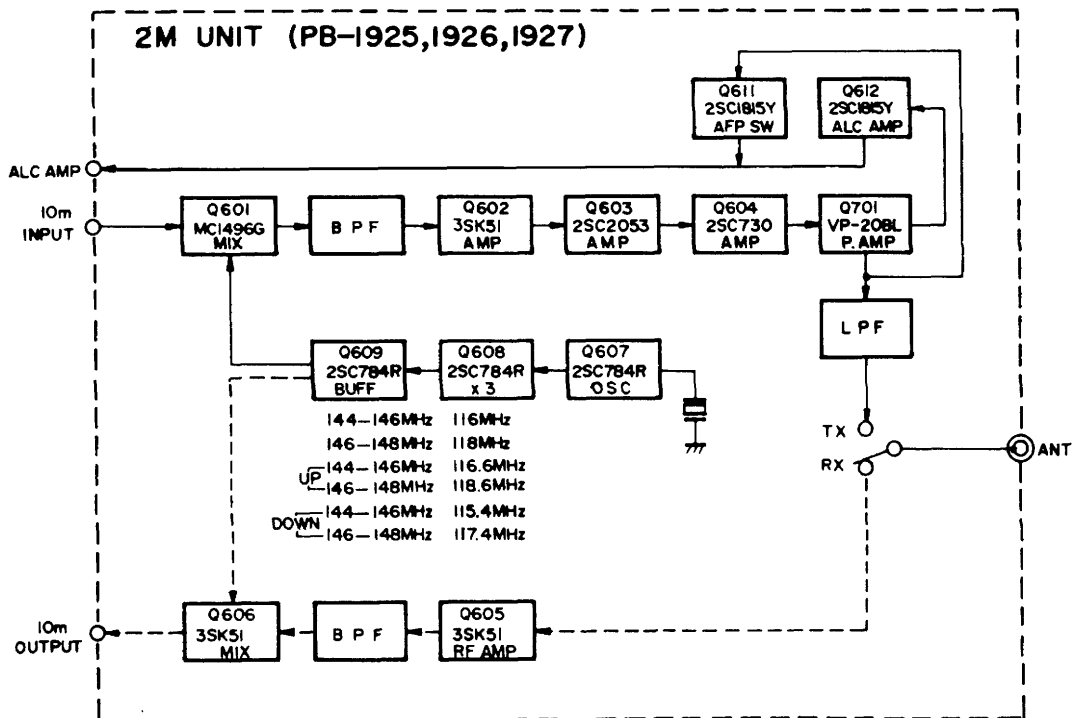 2M UNIT (PB-1925,1926,1927)
Q611
2SC1815Y
AFP SW
Q612
2SC1815Y
ALC AMP
ALC AMP
10m
INPUT
Q601
MC1496G
MIX
B P F
Q602
3SK51
AMP
Q603
2SC2053
AMP
Q604
2SC730
AMP
Q701
VP-20BL
P. AMP
L P F
Q609
2SC784R
BUFF
Q608
2SC784R
x 3
Q607
2SC784R
OSC
144-146MHz 116MHz
146-148MHz 118MHz
UP
144-146MHz 116.6MHz
146-148MHz 118.6MHz
DOWN
144-146MHz 115.4MHz
146-148MHz 117.4MHz
TX
RX
ANT
10m
OUTPUT
Q606
3SK51
MIX
B P F
Q605
3SK51
RF AMP